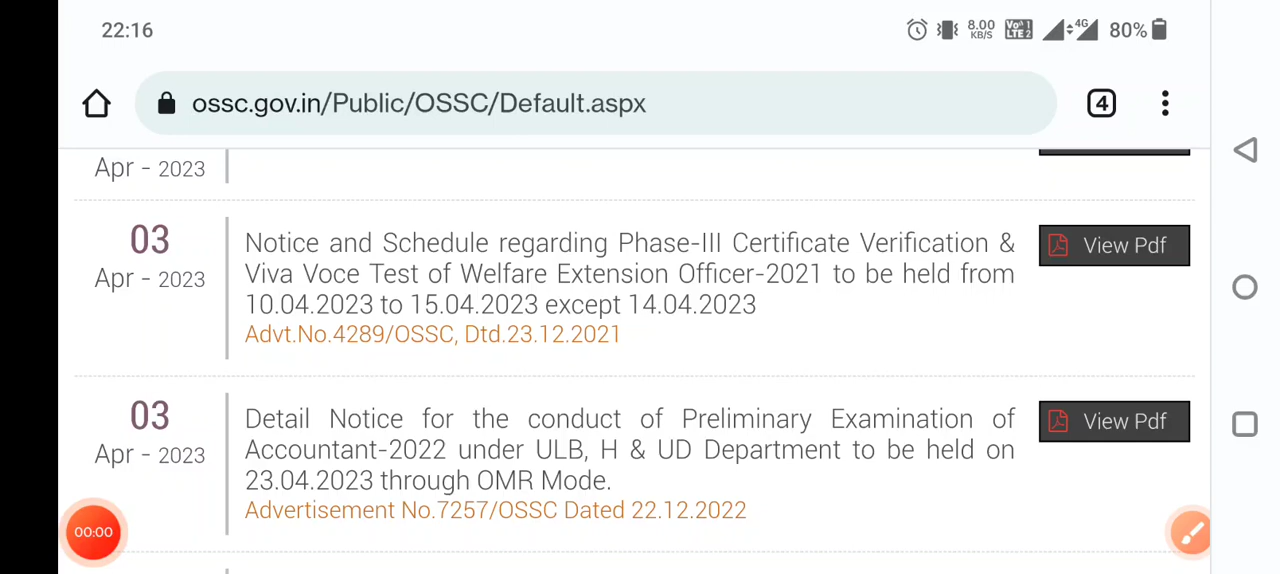 22:16
8.00 KB/S
Vo 1 LTE 2
4G
80%
ossc.gov.in/Public/OSSC/Default.aspx
4
Apr - 2023
03
Apr - 2023
Notice and Schedule regarding Phase-III Certificate Verification &
Viva Voce Test of Welfare Extension Officer-2021 to be held from
10.04.2023 to 15.04.2023 except 14.04.2023
Advt.No.4289/OSSC, Dtd.23.12.2021
View Pdf
03
Apr - 2023
Detail Notice for the conduct of Preliminary Examination of
Accountant-2022 under ULB, H & UD Department to be held on
23.04.2023 through OMR Mode.
Advertisement No.7257/OSSC Dated 22.12.2022
View Pdf
00:00